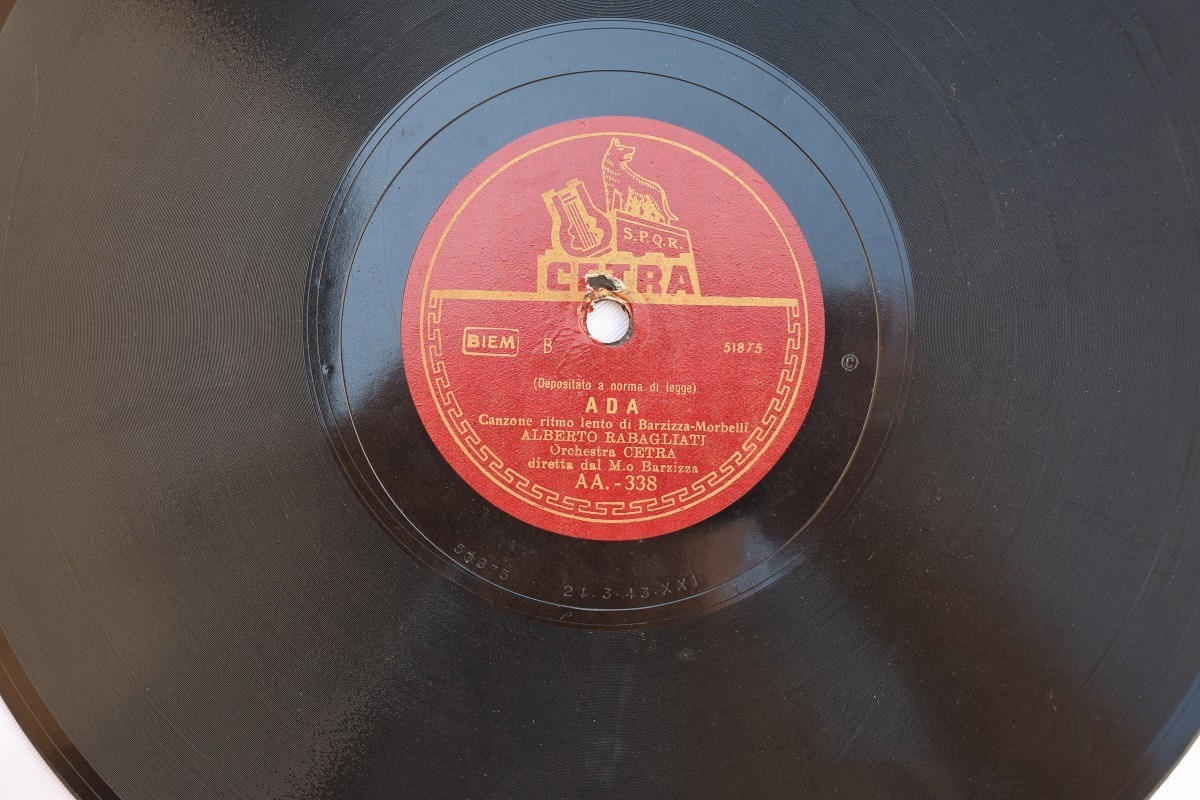 S.P.Q.R.
CETRA
BIEM B 51875
(Depositato a norma di legge)
ADA
Canzone ritmo lento di Barzizza-Morbelli
ALBERTO RABAGLIATI
Orchestra CETRA
diretta dal M.o Barzizza
AA.-338
©
51875 21.3.43.XXI